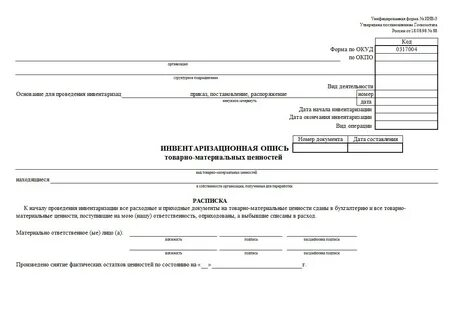 Унифицированная форма № ИНВ-3
Утверждена постановлением Госкомстата
России от 18.08.98 № 88
Код
Форма по ОКУД 0317004
по ОКПО
организация
структурное подразделение
Вид деятельности
Основание для проведения инвентаризации: приказ, постановление, распоряжение номер
ненужное зачеркнуть дата
Дата начала инвентаризации
Дата окончания инвентаризации
Вид операции
Номер документа Дата составления
ИНВЕНТАРИЗАЦИОННАЯ ОПИСЬ
товарно-материальных ценностей
вид товарно-материальных ценностей
находящиеся
в собственности организации, полученные для переработки
РАСПИСКА
К началу проведения инвентаризации все расходные и приходные документы на товарно-материальные ценности сданы в бухгалтерию и все товарно-
материальные ценности, поступившие на мою (нашу) ответственность, оприходованы, а выбывшие списаны в расход.
Материально ответственное (ые) лицо (а):
должность подпись расшифровка подписи
должность подпись расшифровка подписи
должность подпись расшифровка подписи
Произведено снятие фактических остатков ценностей по состоянию на «__» ________ г.